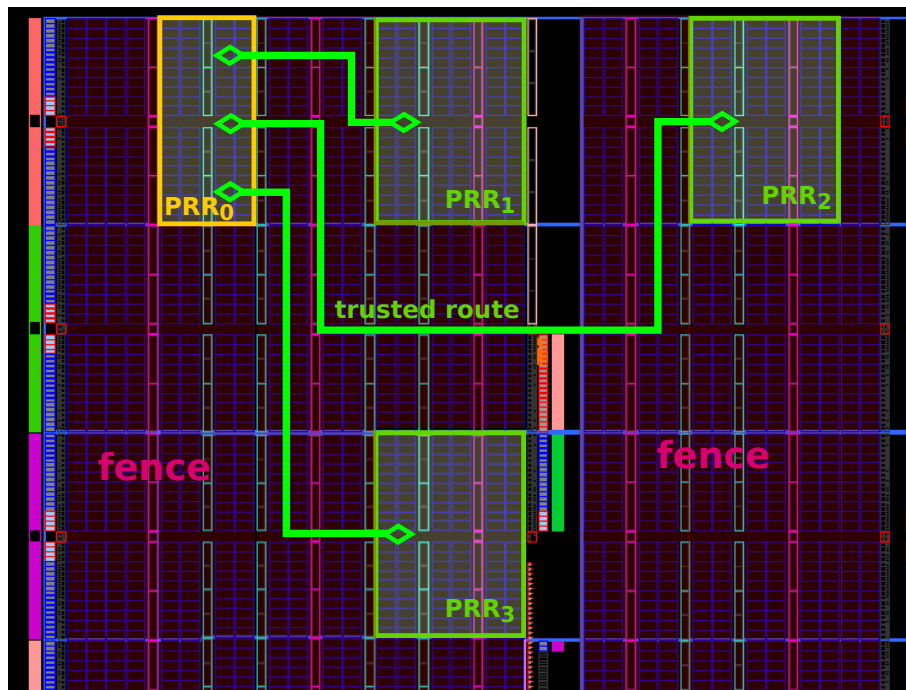 PRR0
PRR1
PRR2
trusted route
fence
fence
PRR3